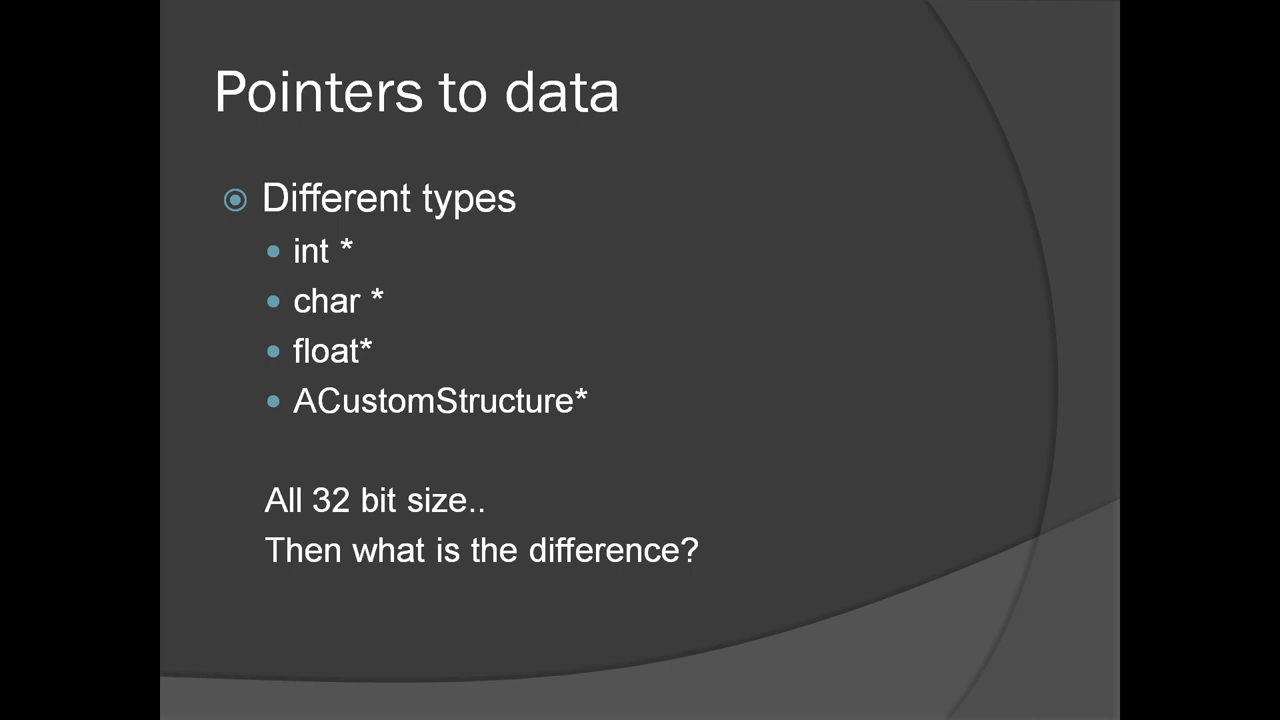 Pointers to data
Different types
int *
char *
float*
ACustomStructure*
All 32 bit size..
Then what is the difference?